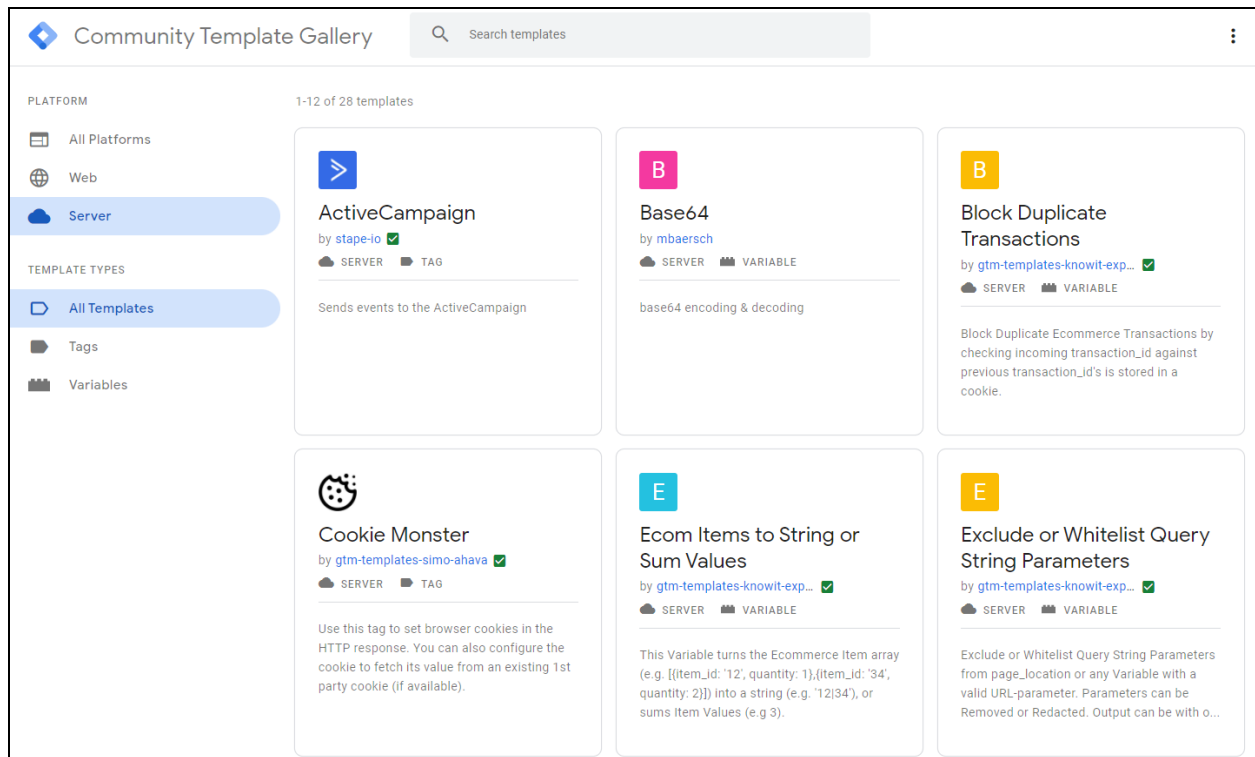 Community Template Gallery
Search templates
PLATFORM
All Platforms
Web
Server
TEMPLATE TYPES
All Templates
Tags
Variables
1-12 of 28 templates
ActiveCampaign
by stape-io
SERVER TAG
Sends events to the ActiveCampaign
B
Base64
by mbaersch
SERVER VARIABLE
base64 encoding & decoding
B
Block Duplicate
Transactions
by gtm-templates-knowit-exp...
SERVER VARIABLE
Block Duplicate Ecommerce Transactions by
checking incoming transaction_id against
previous transaction_id's is stored in a
cookie.
Cookie Monster
by gtm-templates-simo-ahava
SERVER TAG
Use this tag to set browser cookies in the
HTTP response. You can also configure the
cookie to fetch its value from an existing 1st
party cookie (if available).
E
Ecom Items to String or
Sum Values
by gtm-templates-knowit-exp...
SERVER VARIABLE
This Variable turns the Ecommerce Item array
(e.g. [{item_id: '12', quantity: 1},{item_id: '34',
quantity: 2}]) into a string (e.g. '12|34'), or
sums Item Values (e.g 3).
E
Exclude or Whitelist Query
String Parameters
by gtm-templates-knowit-exp...
SERVER VARIABLE
Exclude or Whitelist Query String Parameters
from page_location or any Variable with a
valid URL-parameter. Parameters can be
Removed or Redacted. Output can be with o...